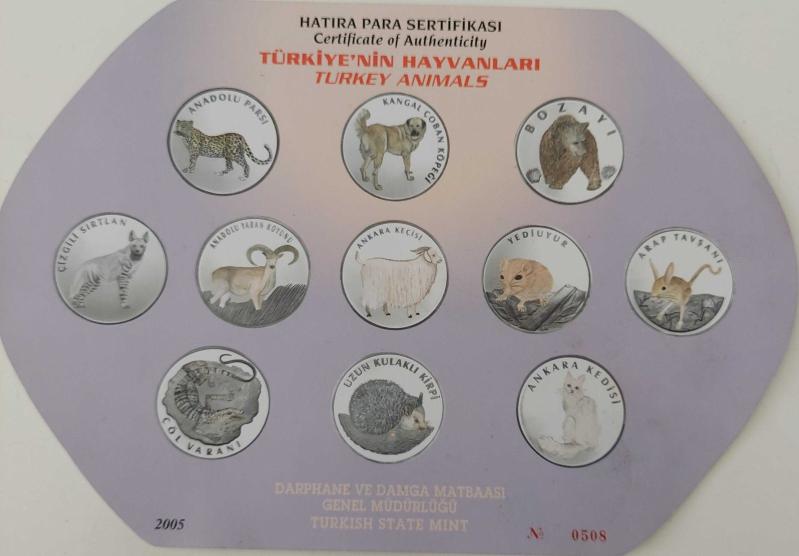 HATIRA PARA SERTİFİKASI
Certificate of Authenticity
TÜRKİYE'NİN HAYVANLARI
TURKEY ANIMALS
ANADOLU PARSI
KANGAL ÇOBAN KÖPEĞİ
BOZAYI
ÇİZGİLİ SIRTLAN
ANADOLU YABAN KOYUNU
ANKARA KEÇİSİ
YEDİUYUR
ARAP TAVŞANI
ÇÖL VARANI
UZUN KULAKLI KİRPİ
ANKARA KEDİSİ
DARPHANE VE DAMGA MATBAASI
GENEL MÜDÜRLÜĞÜ
TURKISH STATE MINT
2005
№ 0508